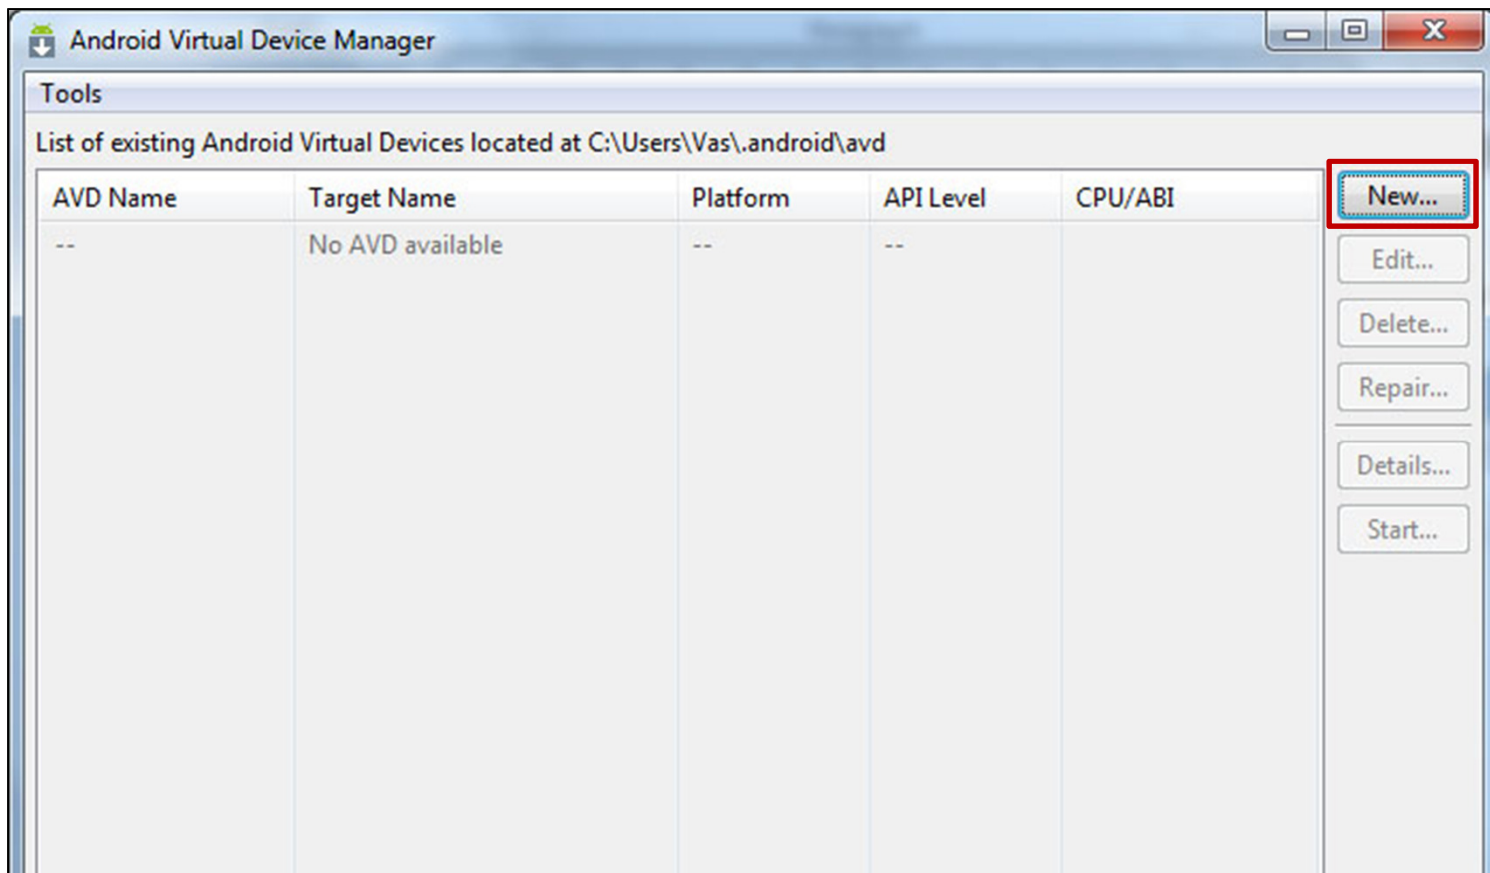 Android Virtual Device Manager
Tools
List of existing Android Virtual Devices located at C:\Users\Vas\.android\avd
AVD Name Target Name Platform API Level CPU/ABI
-- No AVD available -- --
New...
Edit...
Delete...
Repair...
Details...
Start...